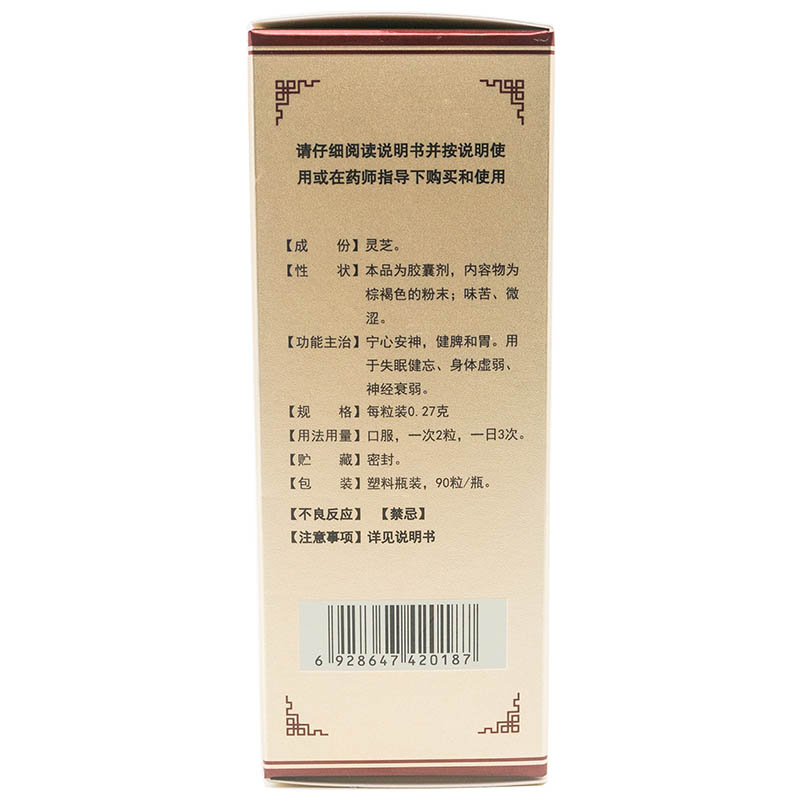 请仔细阅读说明书并按说明使
用或在药师指导下购买和使用
【成 份】灵芝。
【性 状】本品为胶囊剂，内容物为
棕褐色的粉末；味苦、微
涩。
【功能主治】宁心安神，健脾和胃。用
于失眠健忘、身体虚弱、
神经衰弱。
【规 格】每粒装0.27克
【用法用量】口服，一次2粒，一日3次。
【贮 藏】密封。
【包 装】塑料瓶装，90粒/瓶。
【不良反应】 【禁忌】
【注意事项】详见说明书
6 928647 420187